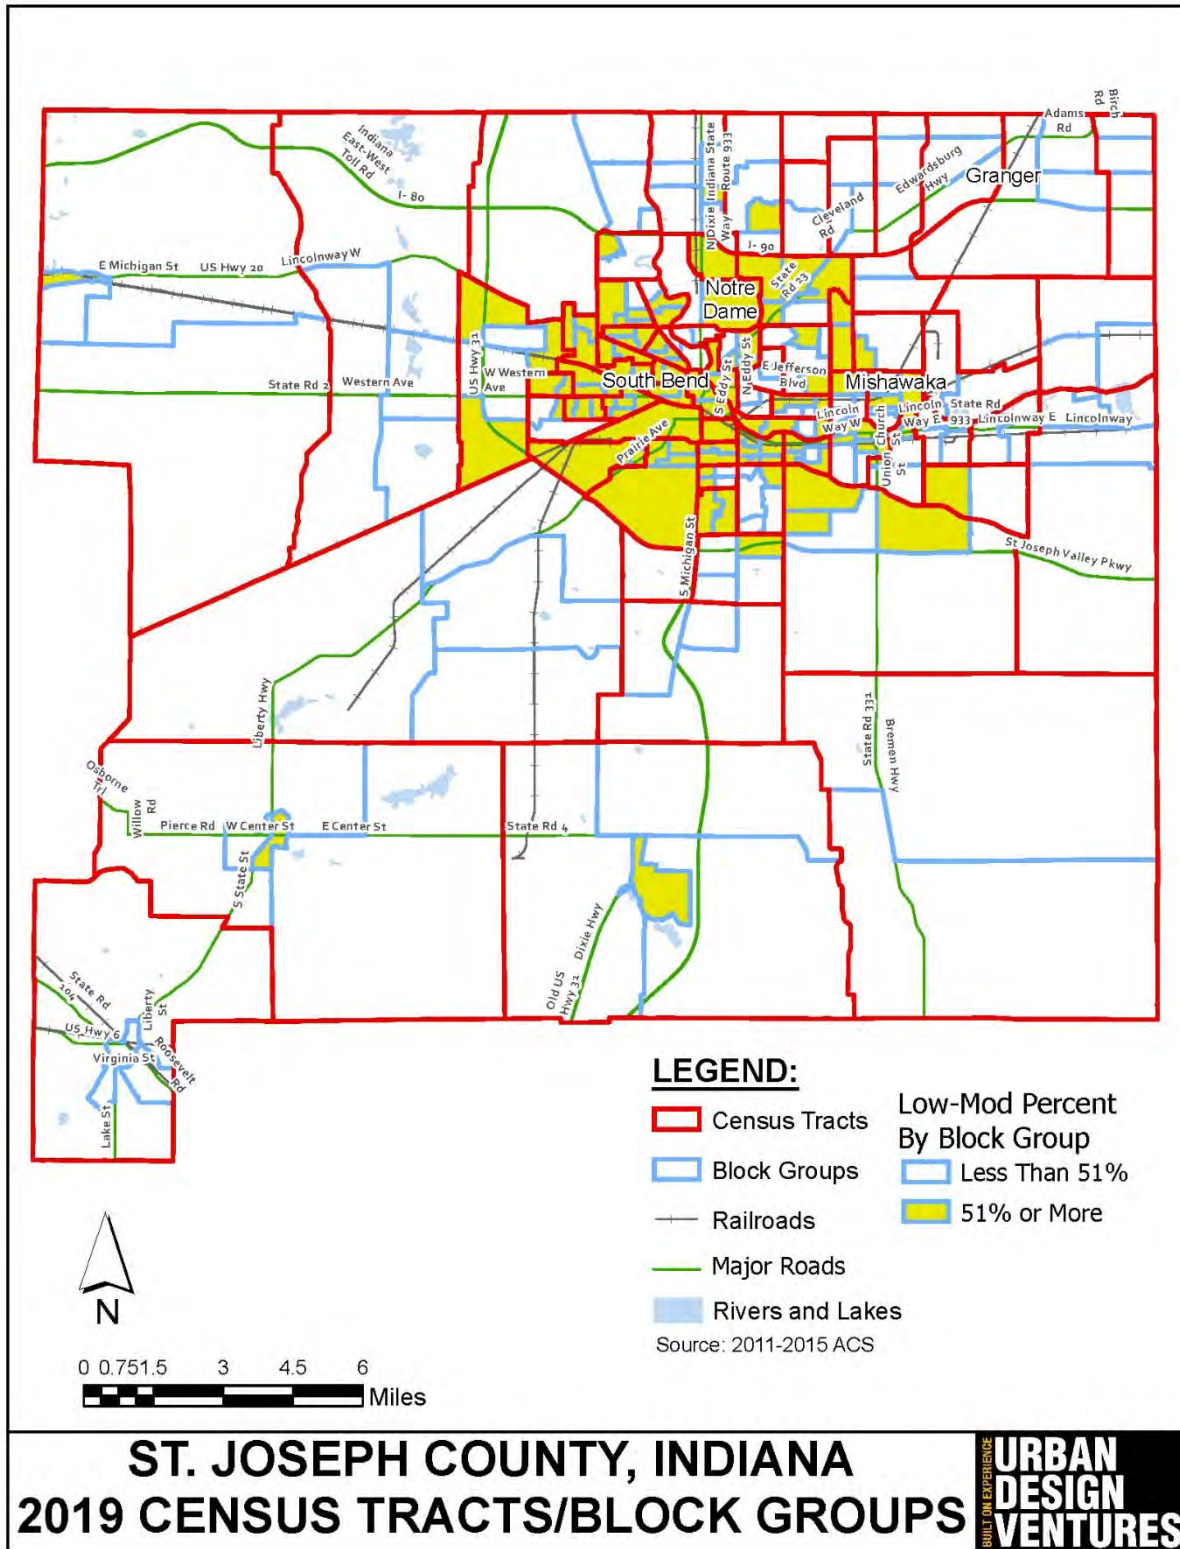 Birch
Rd
Adams
Rd
Indiana
East-West
Toll Rd
I- 80
N Dixie Indiana State
Way Route 933
Edwardsburg
Hwy
Granger
Cleveland
Rd
I- 90
E Michigan St
US Hwy 20
Lincolnway W
State
Rd 23
Notre
Dame
US Hwy 31
W Western
Ave
State Rd 2
Western Ave
South Bend
S Eddy St
N Eddy St
E Jefferson
Blvd
Mishawaka
Lincoln
Way W
Union Church
St St
Lincoln
Way E
State Rd
933
Lincolnway E
Lincolnway
Prairie Ave
S Michigan St
St Joseph Valley Pkwy
Liberty Hwy
State Rd 331
Bremen Hwy
Osborne
Trl
Willow
Rd
Pierce Rd
W Center St
E Center St
State Rd 4
S State St
Old US
Hwy 31
Dixie Hwy
State Rd
104
Liberty
St
US Hwy 6
Virginia St
Roosevelt
Rd
Lake St
LEGEND:
Census Tracts
Block Groups
Railroads
Major Roads
Rivers and Lakes
Low-Mod Percent
By Block Group
Less Than 51%
51% or More
Source: 2011-2015 ACS
N
0 0.75 1.5 3 4.5 6
Miles
ST. JOSEPH COUNTY, INDIANA
2019 CENSUS TRACTS/BLOCK GROUPS
BUILT ON EXPERIENCE
URBAN
DESIGN
VENTURES